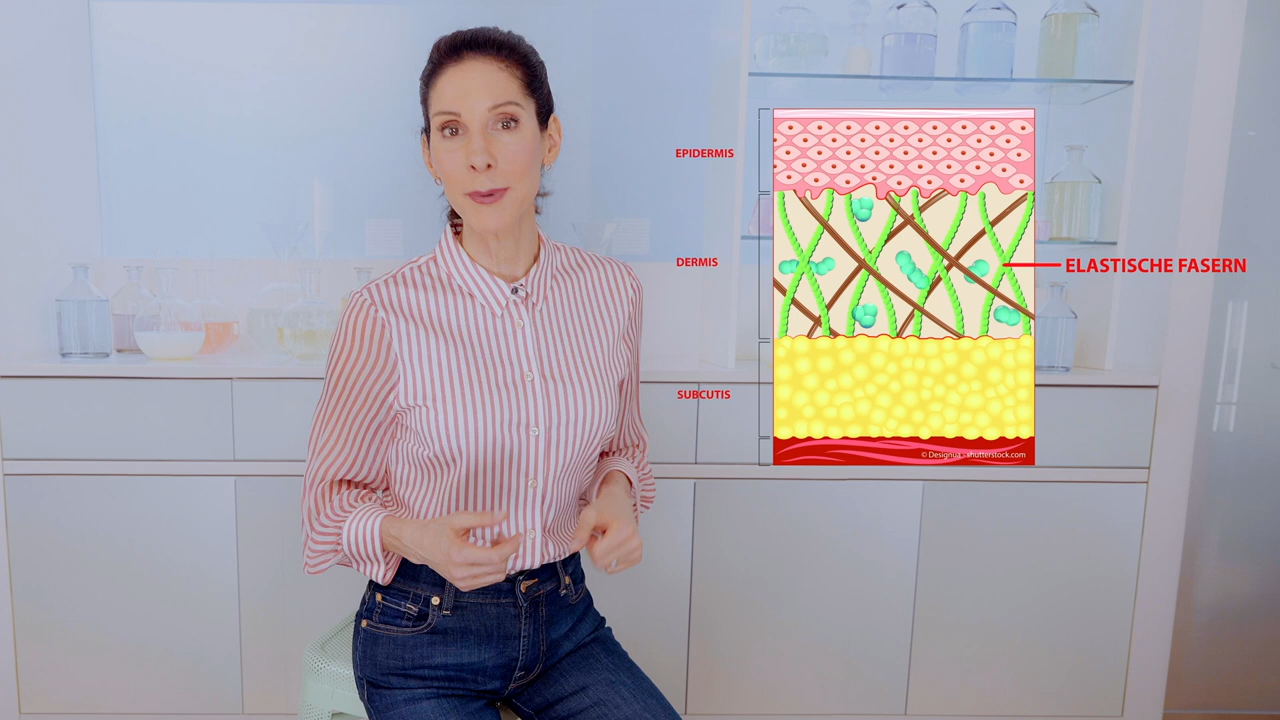 EPIDERMIS
DERMIS
ELASTISCHE FASERN
SUBCUTIS
© Designua - shutterstock.com